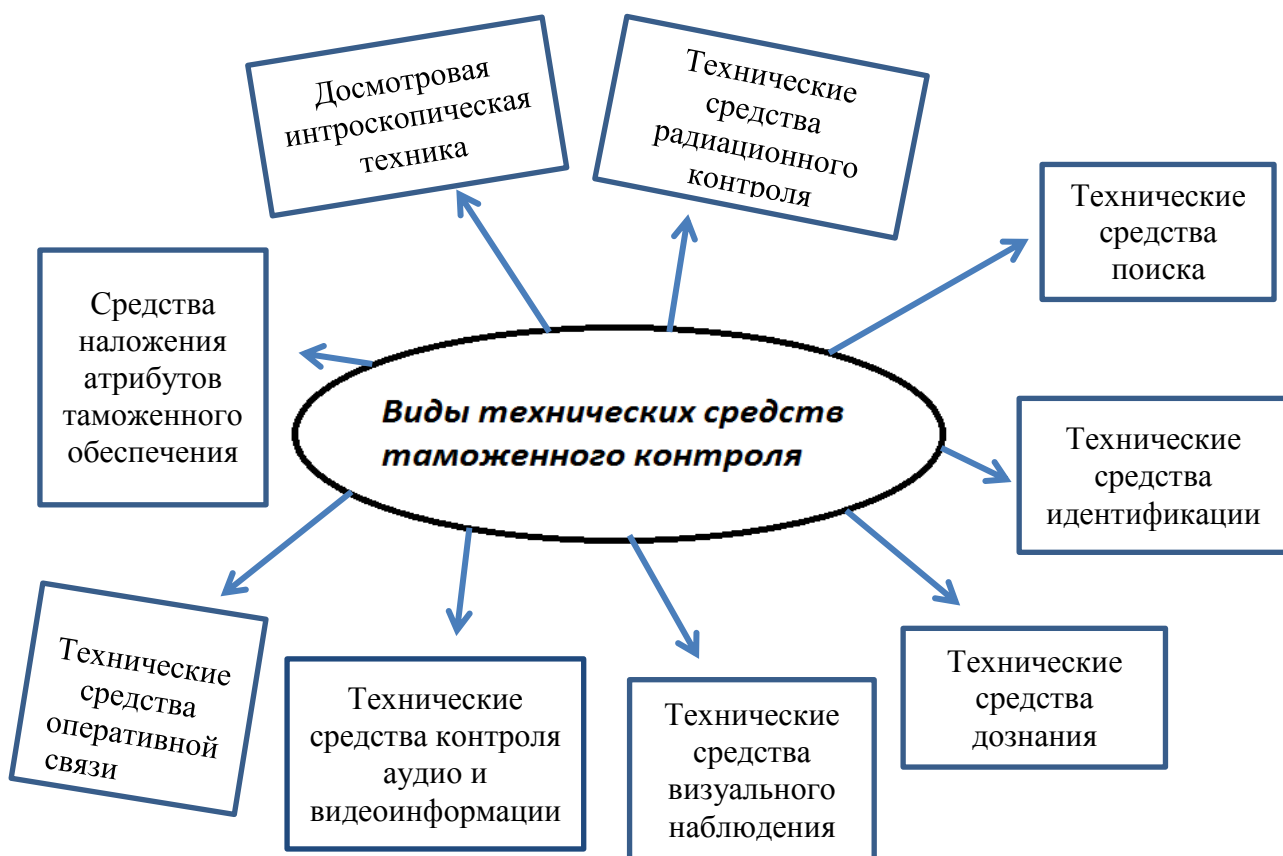 Досмотровая
интроскопическая
техника
Технические
средства
радиационного
контроля
Технические
средства
поиска
Средства
наложения
атрибутов
таможенного
обеспечения
Виды технических средств
таможенного контроля
Технические
средства
идентификации
Технические
средства
оперативной
связи
Технические
средства контроля
аудио и
видеоинформации
Технические
средства
визуального
наблюдения
Технические
средства
дознания